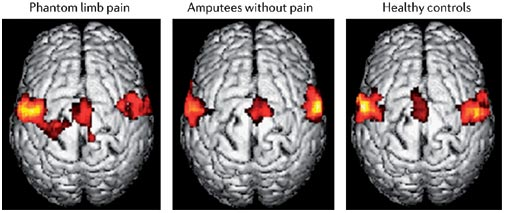 Phantom limb pain
Amputees without pain
Healthy controls